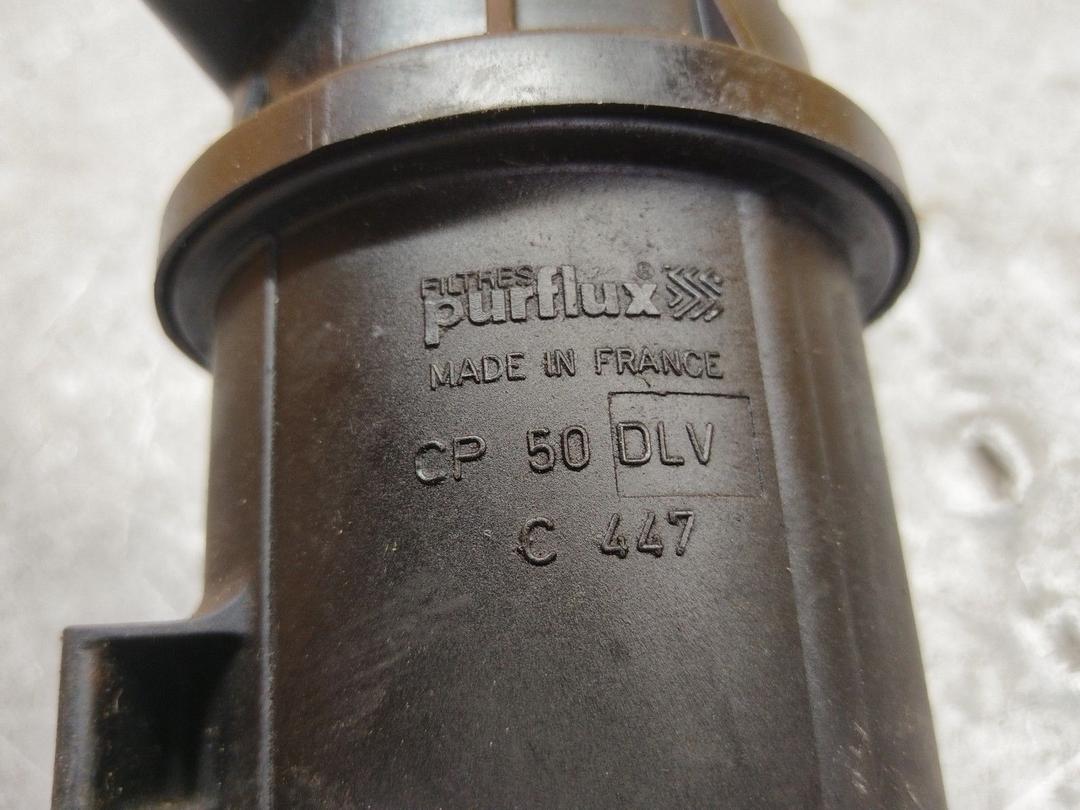 FILTRES
purflux®
MADE IN FRANCE
CP 50 DLV
C 447